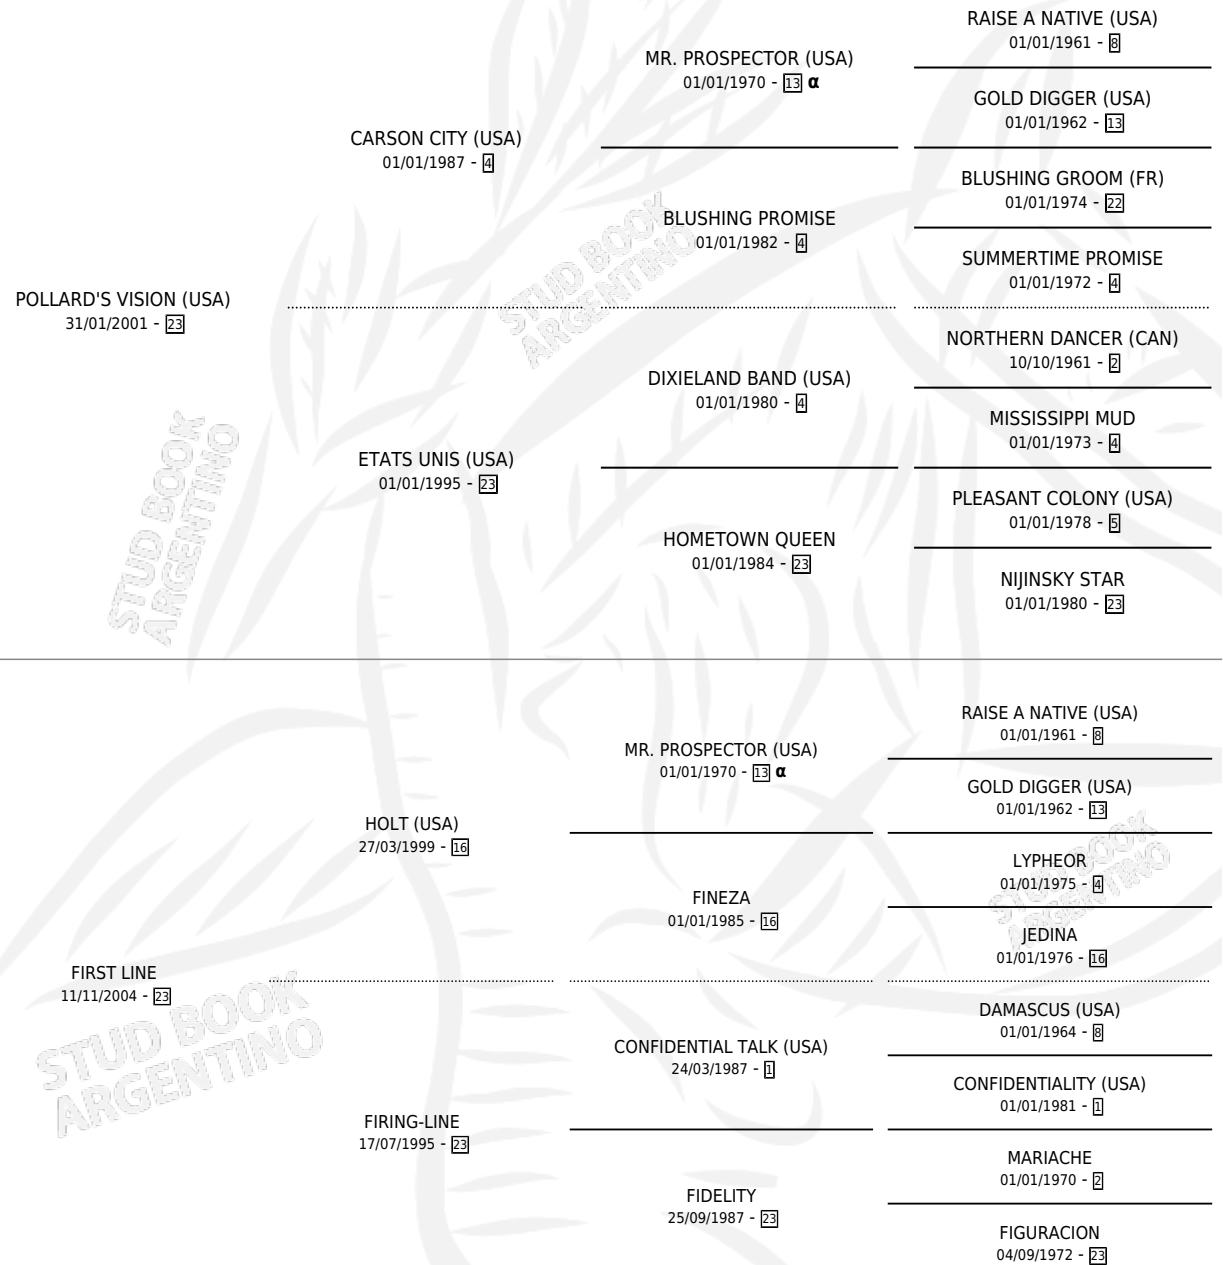 RAISE A NATIVE (USA)
01/01/1961 - 8
MR. PROSPECTOR (USA)
01/01/1970 - 13 α
GOLD DIGGER (USA)
01/01/1962 - 13
CARSON CITY (USA)
01/01/1987 - 4
BLUSHING GROOM (FR)
01/01/1974 - 22
BLUSHING PROMISE
01/01/1982 - 4
SUMMERTIME PROMISE
01/01/1972 - 4
POLLARD'S VISION (USA)
31/01/2001 - 23
STUD BOOK
ARGENTINO
NORTHERN DANCER (CAN)
10/10/1961 - 2
DIXIELAND BAND (USA)
01/01/1980 - 4
MISSISSIPPI MUD
01/01/1973 - 4
ETATS UNIS (USA)
01/01/1995 - 23
PLEASANT COLONY (USA)
01/01/1978 - 5
HOMETOWN QUEEN
01/01/1984 - 23
NIJINSKY STAR
01/01/1980 - 23
STUD BOOK
ARGENTINO
RAISE A NATIVE (USA)
01/01/1961 - 8
MR. PROSPECTOR (USA)
01/01/1970 - 13 α
GOLD DIGGER (USA)
01/01/1962 - 13
HOLT (USA)
27/03/1999 - 16
LYPHEOR
01/01/1975 - 4
FINEZA
01/01/1985 - 16
JEDINA
01/01/1976 - 16
STUD BOOK
ARGENTINO
FIRST LINE
11/11/2004 - 23
DAMASCUS (USA)
01/01/1964 - 8
CONFIDENTIAL TALK (USA)
24/03/1987 - 1
CONFIDENTIALITY (USA)
01/01/1981 - 1
FIRING-LINE
17/07/1995 - 23
MARIACHE
01/01/1970 - 2
FIDELITY
25/09/1987 - 23
FIGURACION
04/09/1972 - 23
STUD BOOK
ARGENTINO